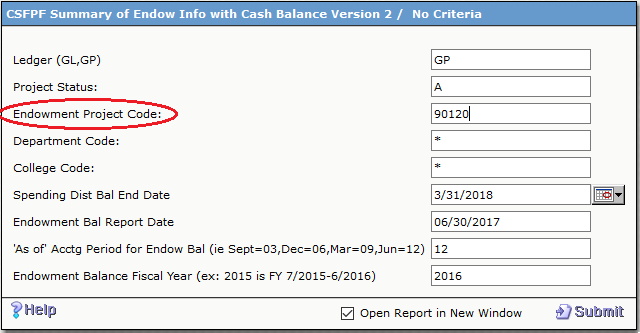 CSFPF Summary of Endow Info with Cash Balance Version 2 /  No Criteria
Ledger (GL,GP) GP
Project Status: A
Endowment Project Code: 90120
Department Code: *
College Code: *
Spending Dist Bal End Date 3/31/2018
Endowment Bal Report Date 06/30/2017
'As of' Acctg Period for Endow Bal (ie Sept=03,Dec=06,Mar=09,Jun=12) 12
Endowment Balance Fiscal Year (ex: 2015 is FY 7/2015-6/2016) 2016
Help Open Report in New Window Submit